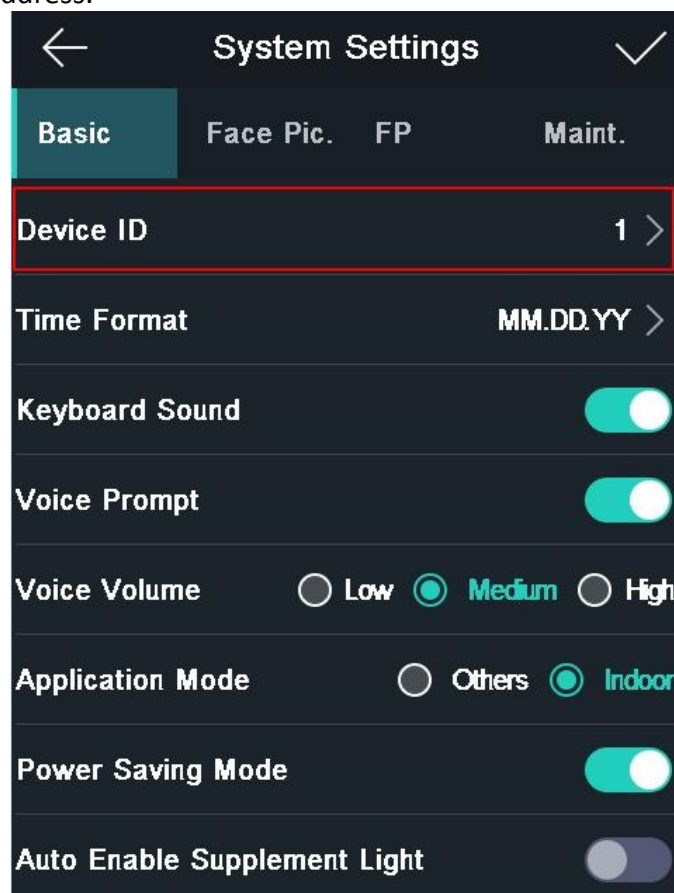 System Settings
Basic Face Pic. FP Maint.
Device ID 1
Time Format MM.DD.YY
Keyboard Sound
Voice Prompt
Voice Volume Low Medium High
Application Mode Others Indoor
Power Saving Mode
Auto Enable Supplement Light